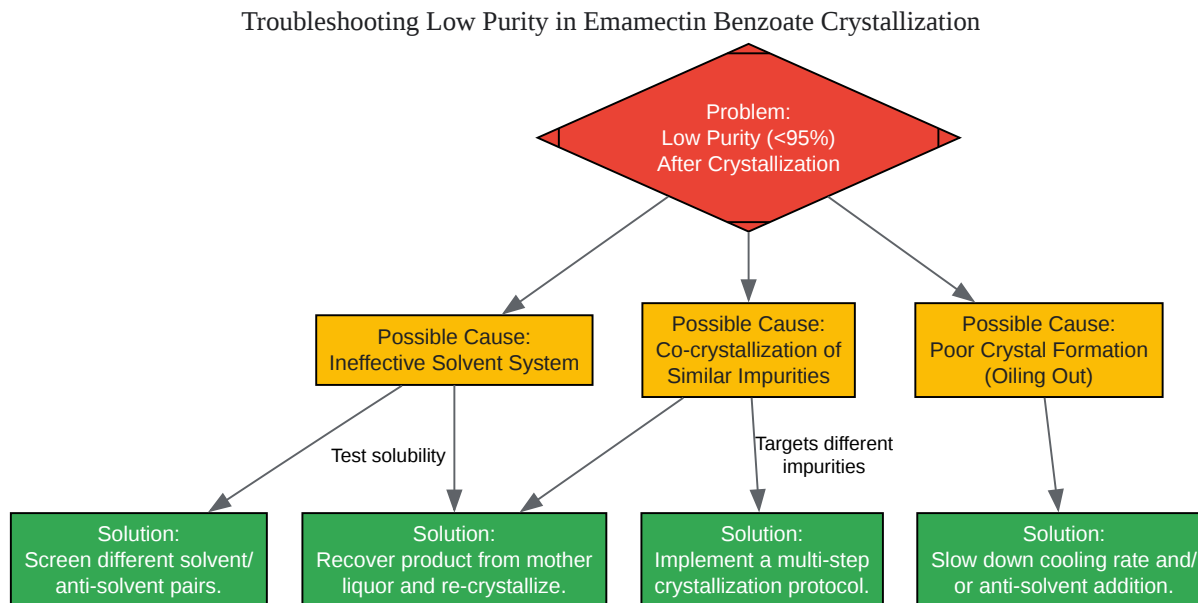 Troubleshooting Low Purity in Emamectin Benzoate Crystallization
Problem:
Low Purity (<95%)
After Crystallization
Possible Cause:
Ineffective Solvent System
Possible Cause:
Co-crystallization of
Similar Impurities
Possible Cause:
Poor Crystal Formation
(Oiling Out)
Test solubility
Targets different
impurities
Solution:
Screen different solvent/
anti-solvent pairs.
Solution:
Recover product from mother
liquor and re-crystallize.
Solution:
Implement a multi-step
crystallization protocol.
Solution:
Slow down cooling rate and/
or anti-solvent addition.